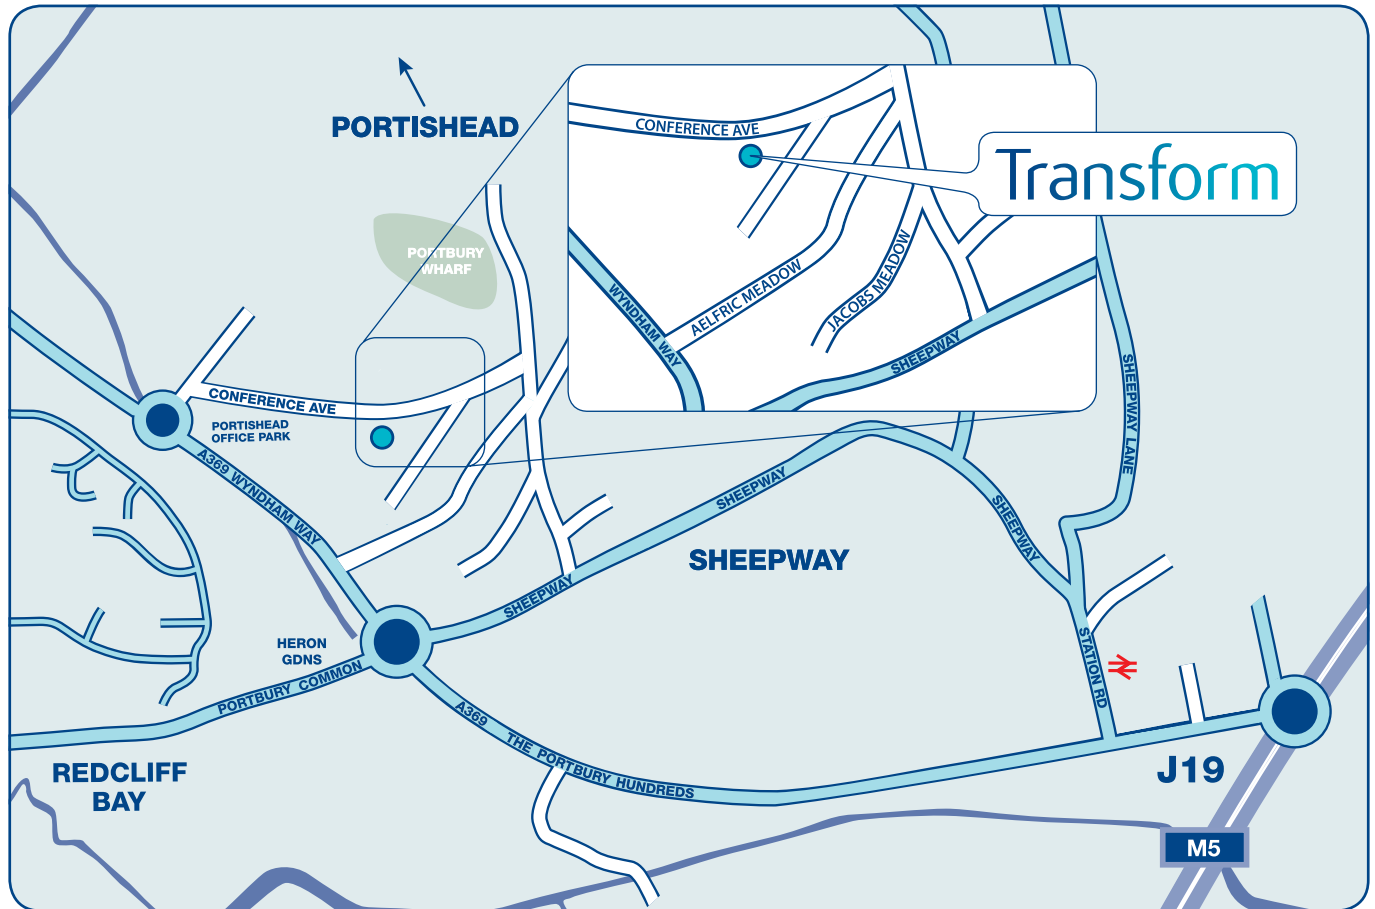 PORTISHEAD
CONFERENCE AVE
Transform
PORTBURY
WHARF
WYNDHAM WAY
AELFRIC MEADOW
JACOBS MEADOW
SHEEPWAY
SHEEPWAY LANE
CONFERENCE AVE
PORTISHEAD
OFFICE PARK
A369 WYNDHAM WAY
SHEEPWAY
SHEEPWAY
SHEEPWAY
SHEEPWAY
HERON
GDNS
STATION RD
PORTBURY COMMON
A369
THE PORTBURY HUNDREDS
REDCLIFF
BAY
J19
M5